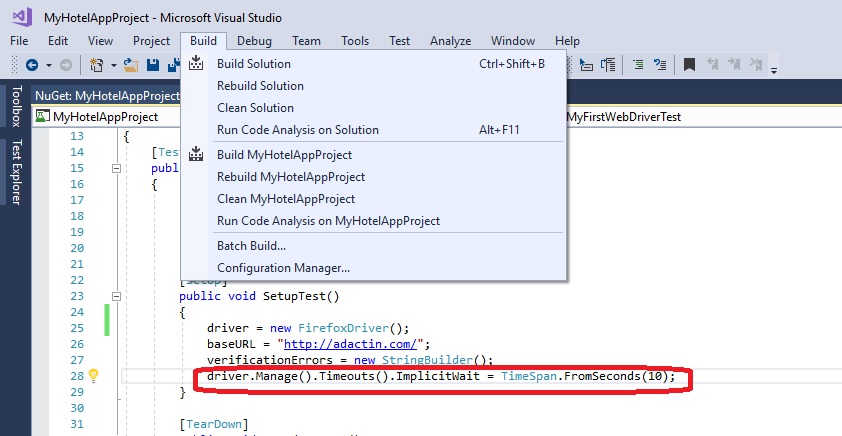 MyHotelAppProject - Microsoft Visual Studio
File Edit View Project Build Debug Team Tools Test Analyze Window Help
Build Solution Ctrl+Shift+B
Rebuild Solution
Clean Solution
Run Code Analysis on Solution Alt+F11
Build MyHotelAppProject
Rebuild MyHotelAppProject
Clean MyHotelAppProject
Run Code Analysis on MyHotelAppProject
Batch Build...
Configuration Manager...
Toolbox
Test Explorer
NuGet: MyHotelAppProject
MyHotelAppProject MyFirstWebDriverTest
13 {
14 [Tes
15 publ
16 {
17
18
19
20
21
22 [SetUp]
23 public void SetupTest()
24 {
25 driver = new FirefoxDriver();
26 baseURL = "http://adactin.com/";
27 verificationErrors = new StringBuilder();
28 driver.Manage().Timeouts().ImplicitWait = TimeSpan.FromSeconds(10);
29 }
30
31 [TearDown]